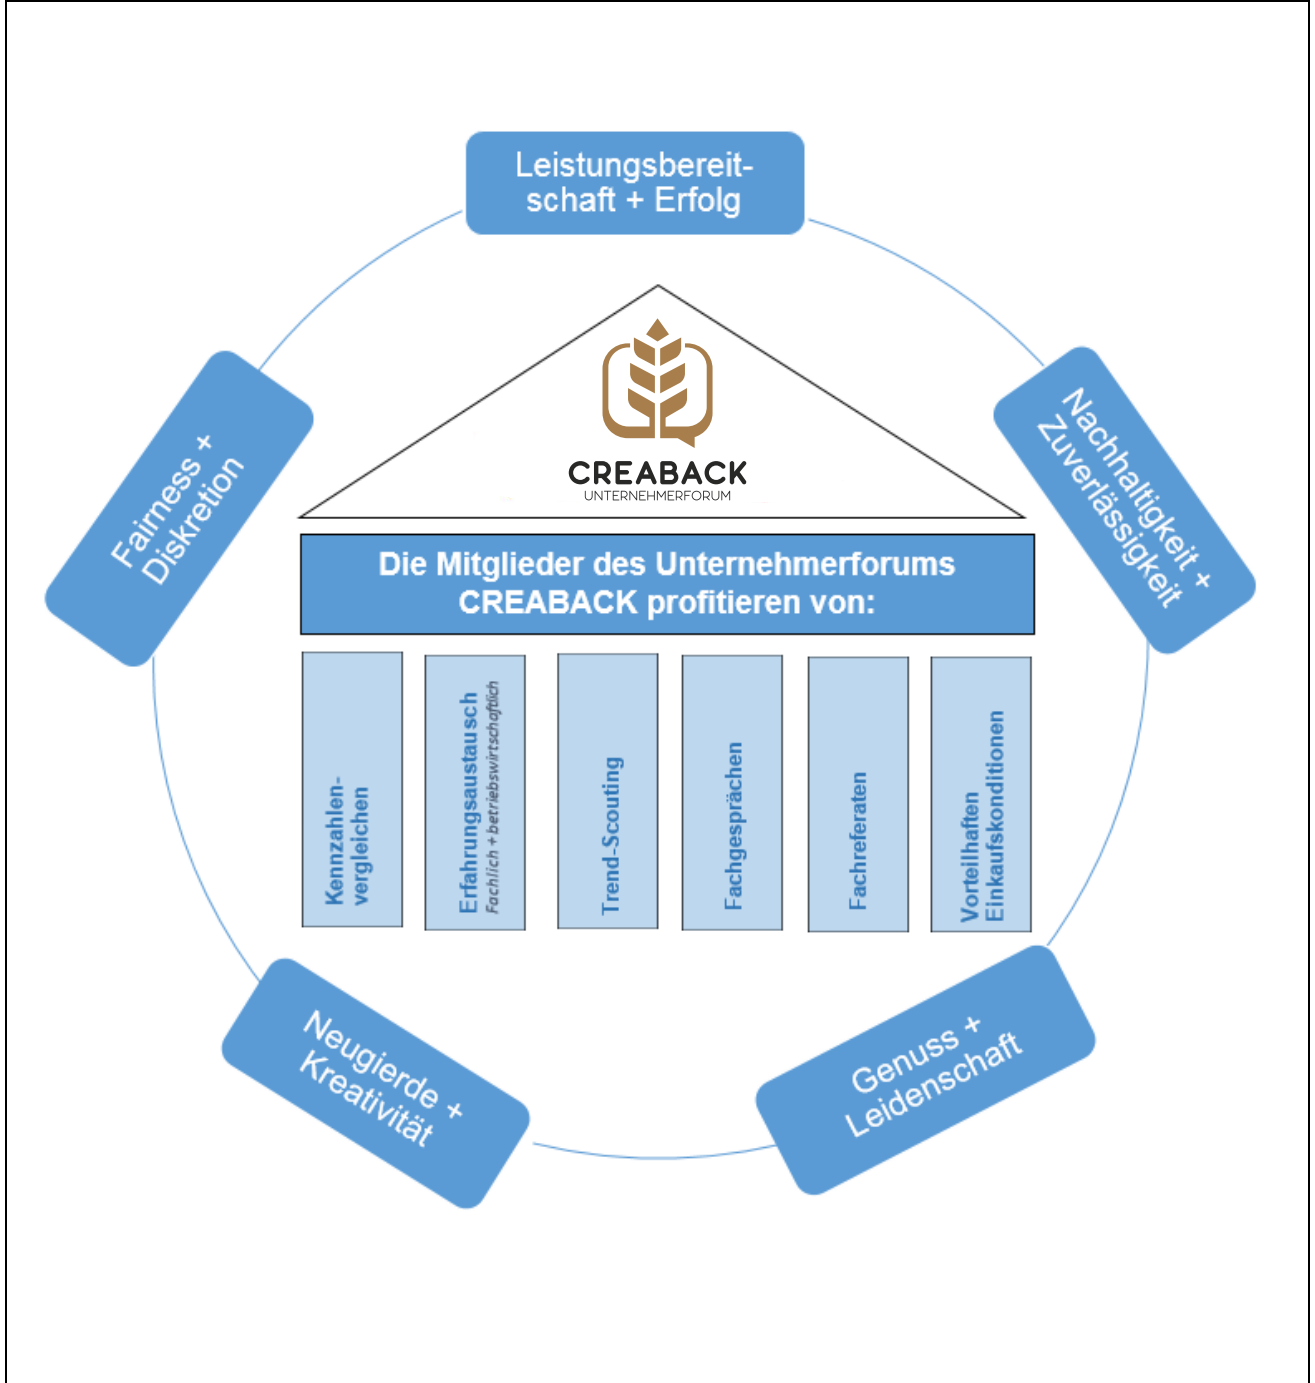 Leistungsbereit-
schaft + Erfolg
Fairness +
Diskretion
Nachhaltigkeit +
Zuverlässigkeit
CREABACK
UNTERNEHMERFORUM
Die Mitglieder des Unternehmerforums
CREABACK profitieren von:
Kennzahlen-
vergleichen
Erfahrungsaustausch
Fachlich + betriebswirtschaftlich
Trend-Scouting
Fachgesprächen
Fachreferaten
Vorteilhaften
Einkaufskonditionen
Neugierde +
Kreativität
Genuss +
Leidenschaft